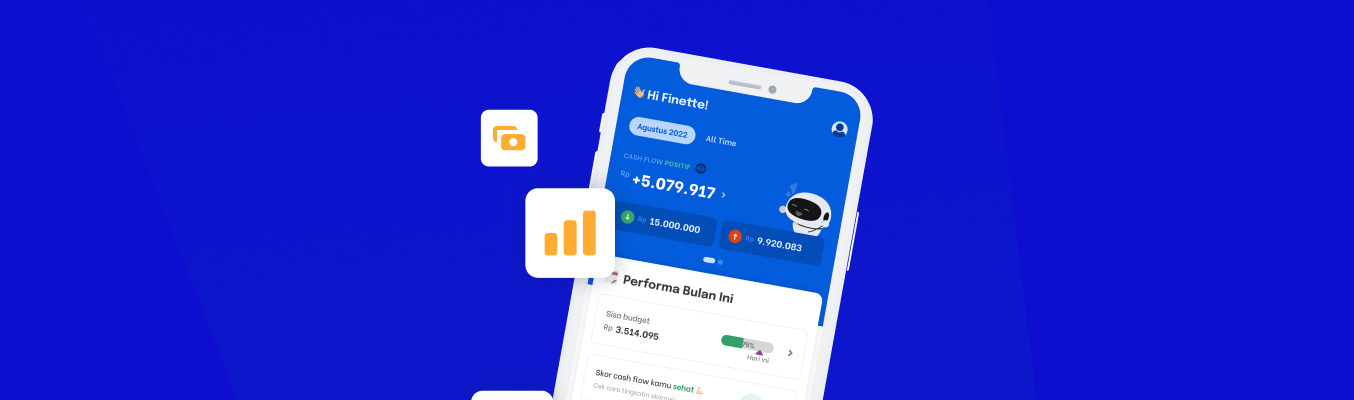 👋 Hi Finette!
Agustus 2022 All Time
CASH FLOW POSITIF
Rp +5.079.917
Rp 15.000.000 Rp 9.920.083
Performa Bulan Ini
Sisa budget
Rp 3.514.095
75%
Hari ini
Skor cash flow kamu sehat 💪🏻
Cek cara tingkatin skormu